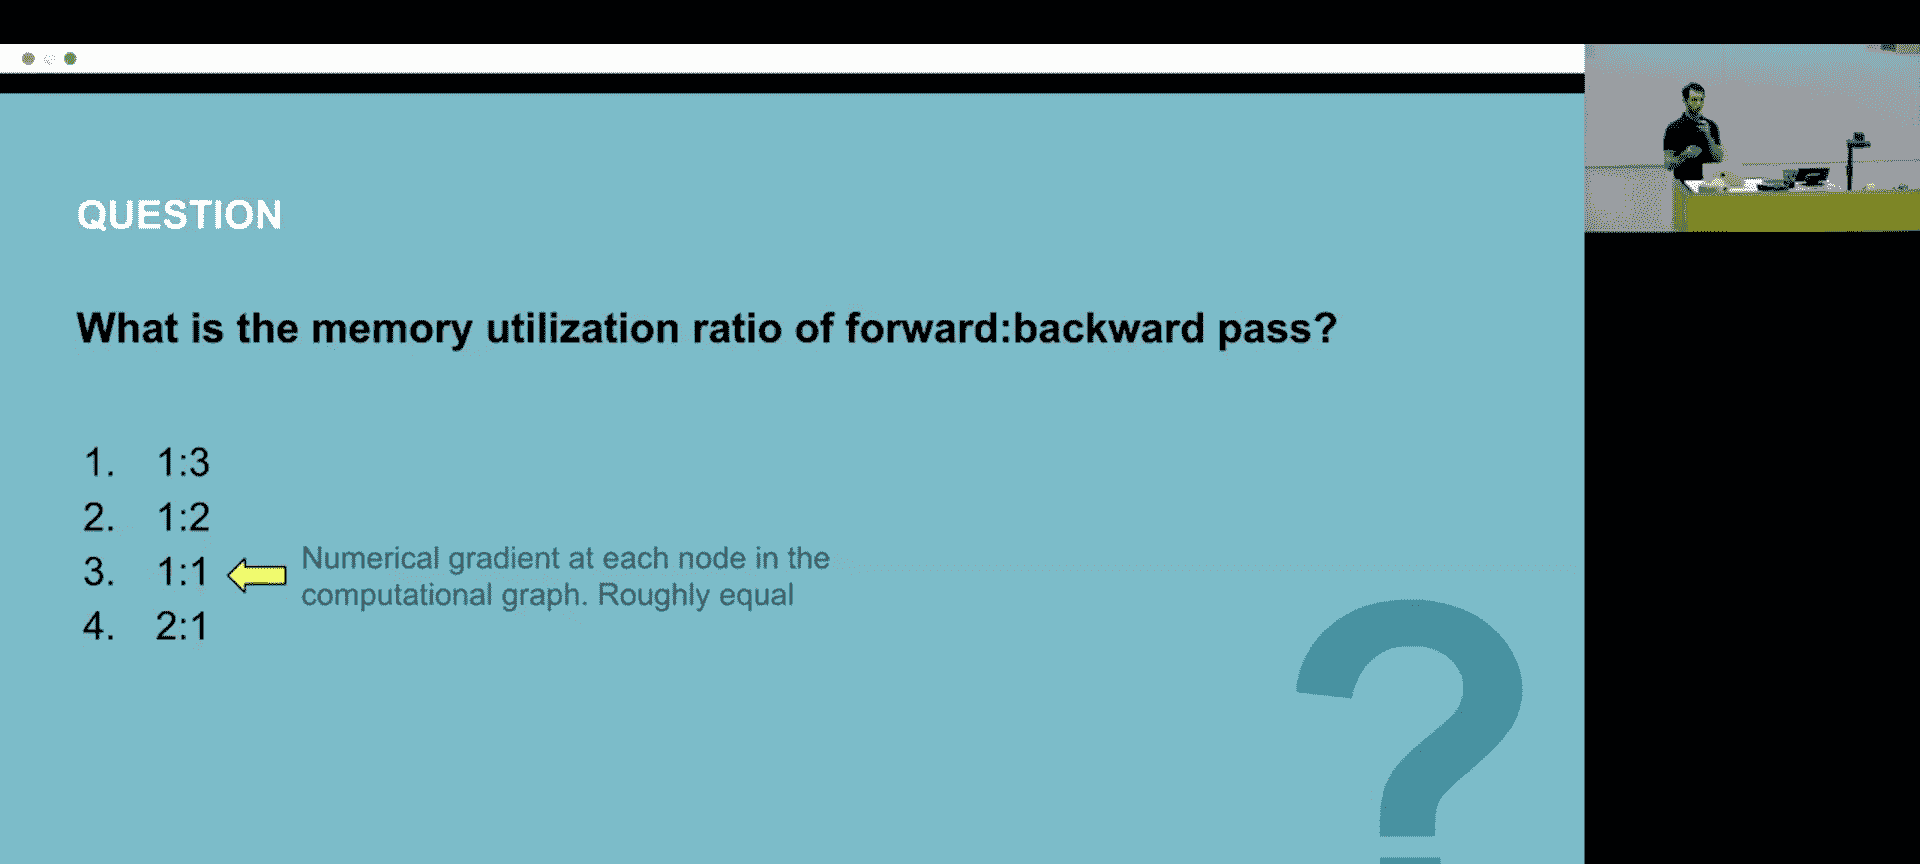 QUESTION
What is the memory utilization ratio of forward:backward pass?
1. 1:3
2. 1:2
3. 1:1
Numerical gradient at each node in the
computational graph. Roughly equal
4. 2:1
?